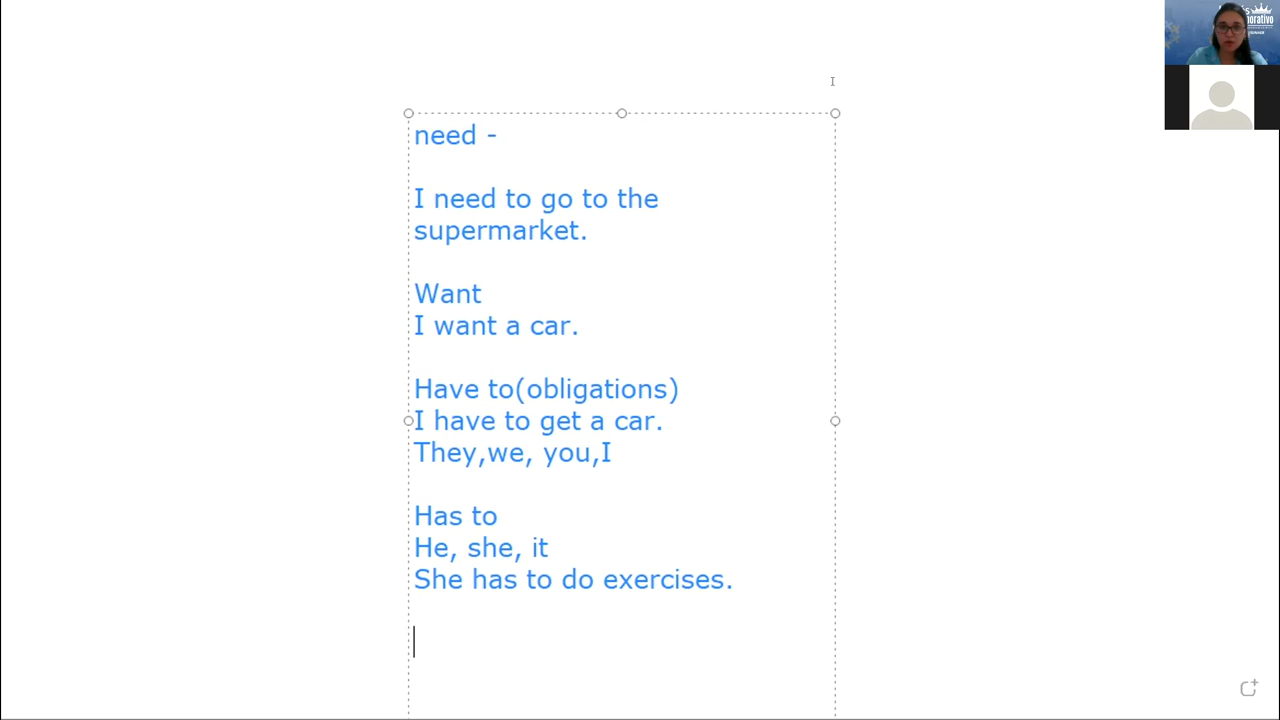 need -
I need to go to the
supermarket.
Want
I want a car.
Have to(obligations)
I have to get a car.
They,we, you,I
Has to
He, she, it
She has to do exercises.